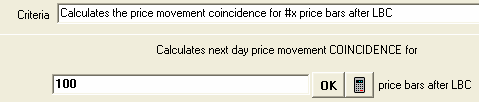 Criteria Calculates the price movement coincidence for #x price bars after LBC
Calculates next day price movement COINCIDENCE for
100 OK price bars after LBC